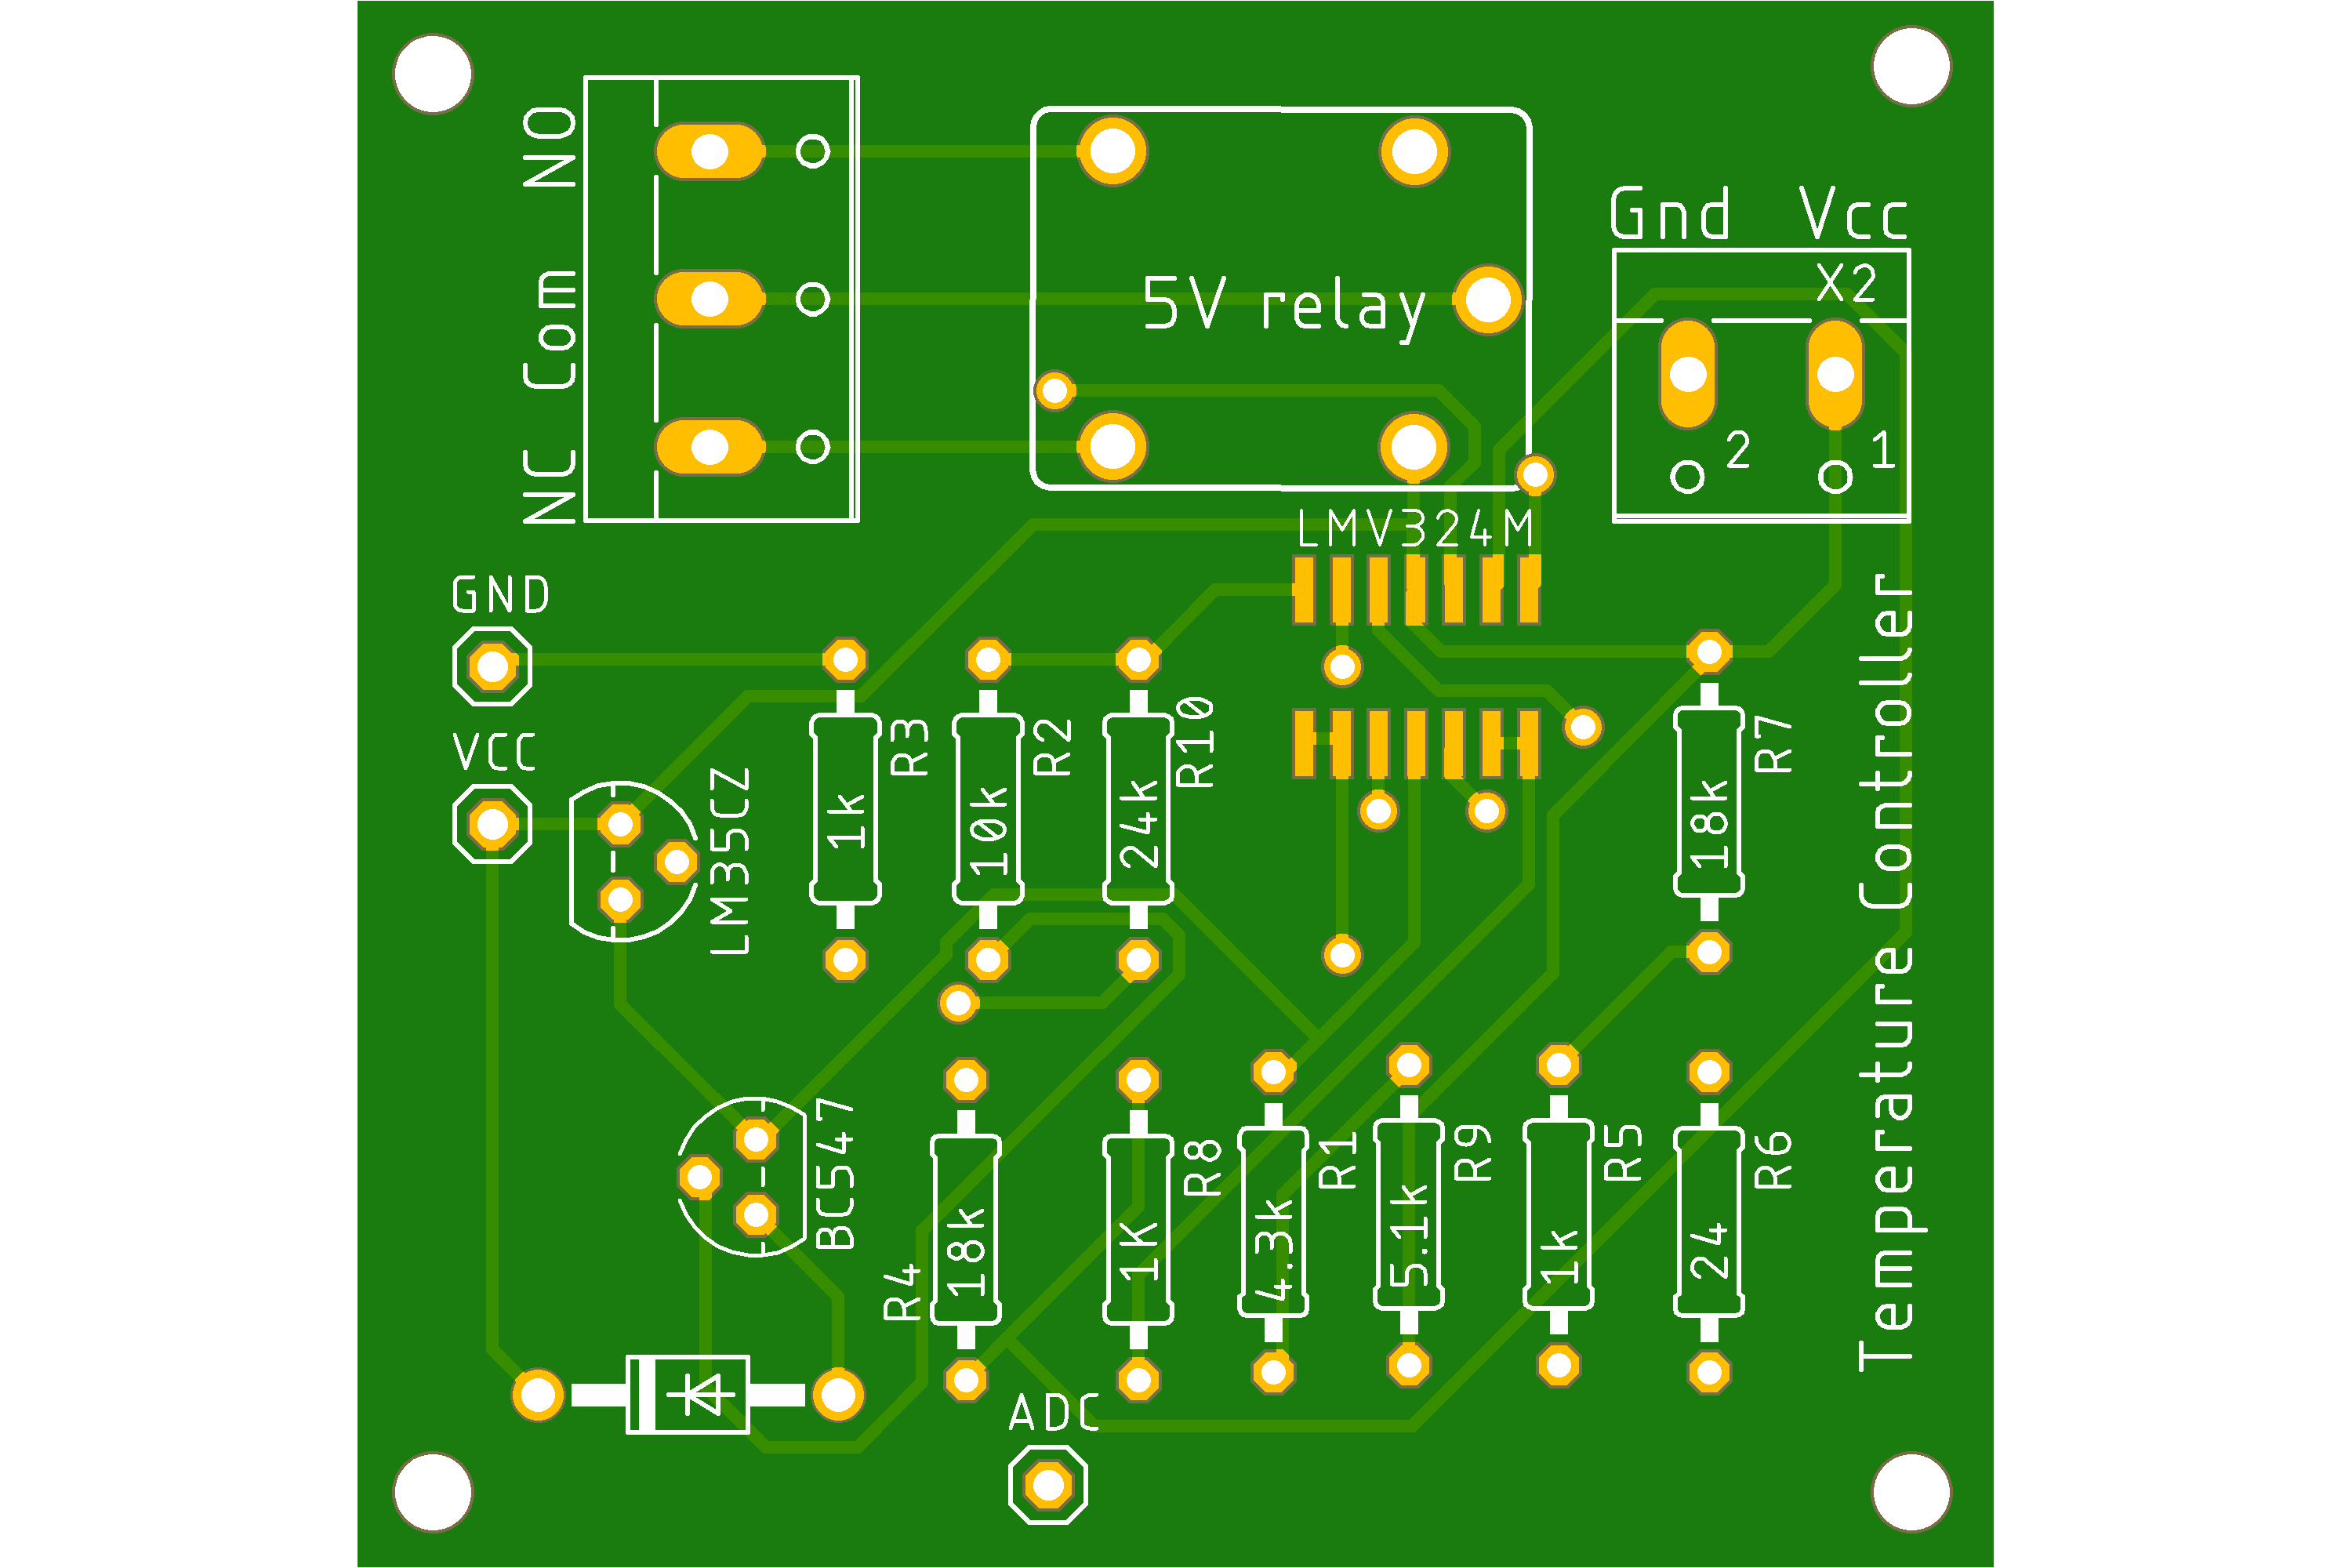 NO
Com
NC
5V relay
Gnd Vcc
X2
2
1
LMV324M
GND
VCC
LM35CZ
R3
1k
R2
10k
R10
24k
R7
18k
Temperature Controller
BC547
R4
18k
R8
1K
R1
4.3k
R9
5.1k
R5
1k
R6
24
ADC